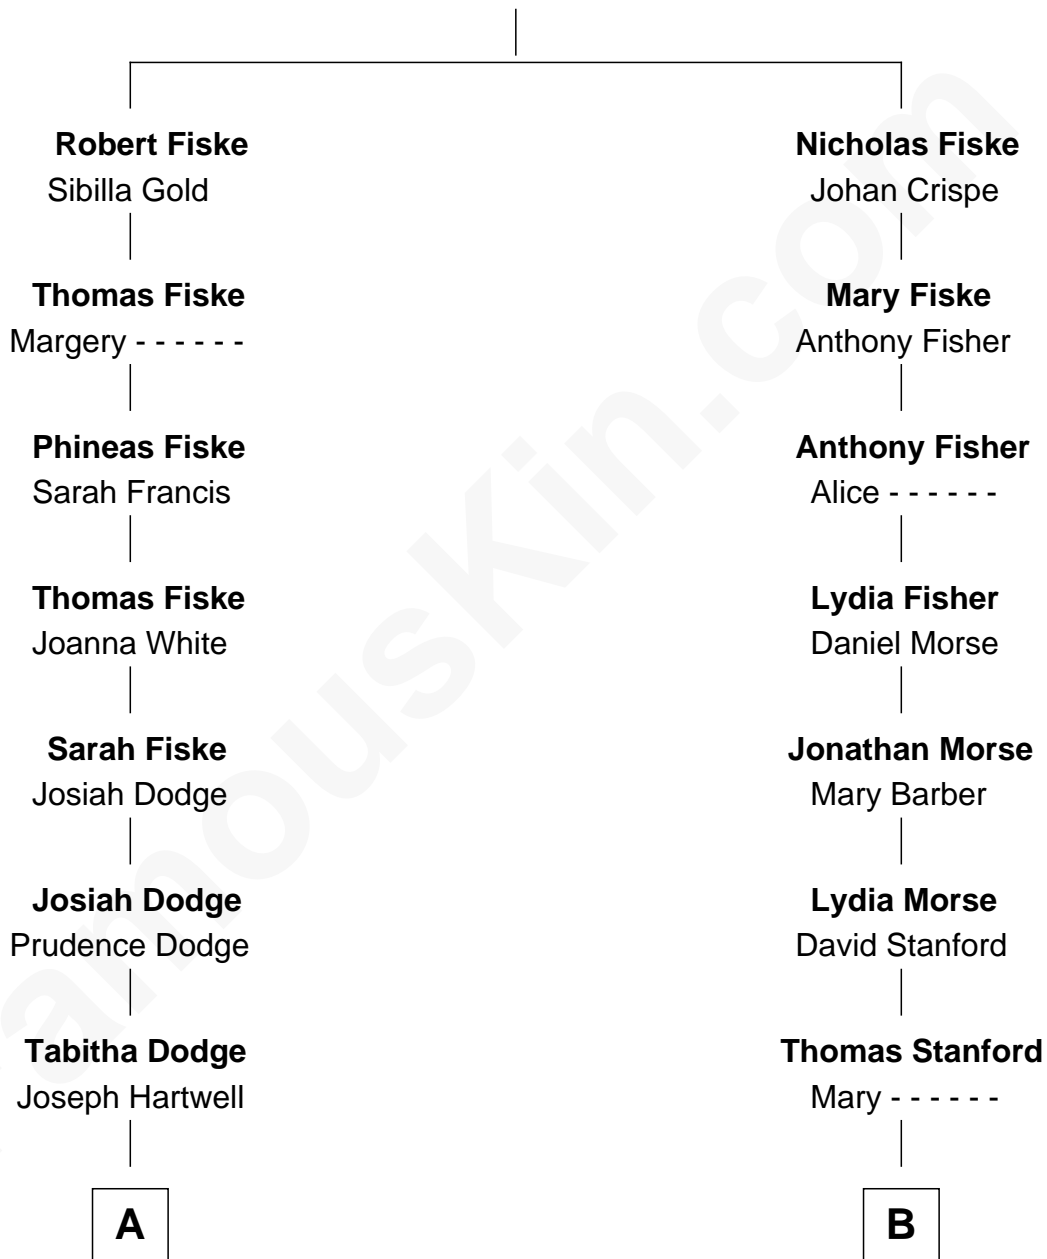 Robert Fiske
Sibilla Gold
Thomas Fiske
Margery - - - - - -
Phineas Fiske
Sarah Francis
Thomas Fiske
Joanna White
Sarah Fiske
Josiah Dodge
Josiah Dodge
Prudence Dodge
Tabitha Dodge
Joseph Hartwell
A
Nicholas Fiske
Johan Crispe
Mary Fiske
Anthony Fisher
Anthony Fisher
Alice - - - - - -
Lydia Fisher
Daniel Morse
Jonathan Morse
Mary Barber
Lydia Morse
David Stanford
Thomas Stanford
Mary - - - - - -
B
amousKin.com